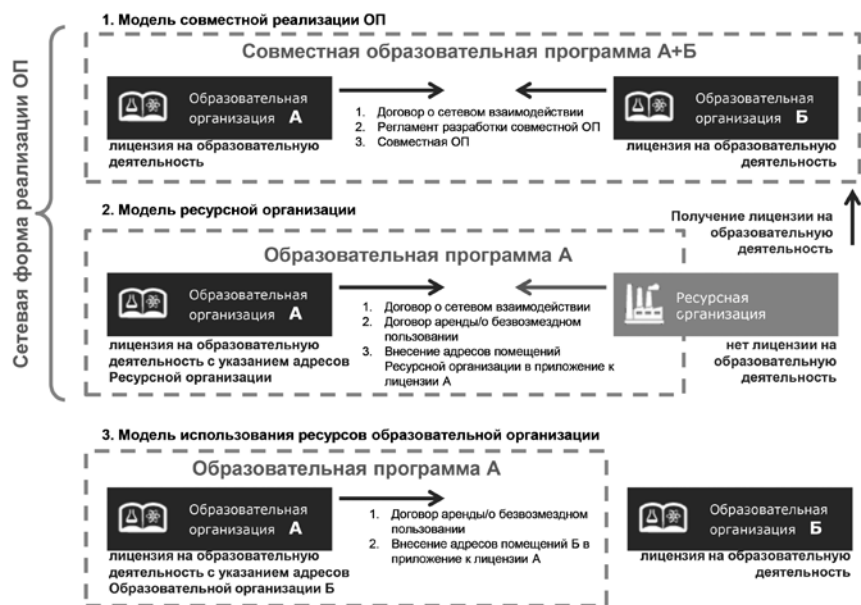 1. Модель совместной реализации ОП
Совместная образовательная программа А+Б
Образовательная
организация А
лицензия на образовательную
деятельность
1. Договор о сетевом взаимодействии
2. Регламент разработки совместной ОП
3. Совместная ОП
Образовательная
организация Б
лицензия на образовательную
деятельность
Сетевая форма реализации ОП
2. Модель ресурсной организации
Получение лицензии на
образовательную
деятельность
Образовательная программа А
Образовательная
организация А
лицензия на образовательную
деятельность с указанием адресов
Ресурсной организации
1. Договор о сетевом взаимодействии
2. Договор аренды/о безвозмездном
пользовании
3. Внесение адресов помещений
Ресурсной организации в приложение к
лицензии А
Ресурсная
организация
нет лицензии на
образовательную
деятельность
3. Модель использования ресурсов образовательной организации
Образовательная программа А
Образовательная
организация А
лицензия на образовательную
деятельность с указанием адресов
Образовательной организации Б
1. Договор аренды/о безвозмездном
пользовании
2. Внесение адресов помещений Б в
приложение к лицензии А
Образовательная
организация Б
лицензия на образовательную
деятельность